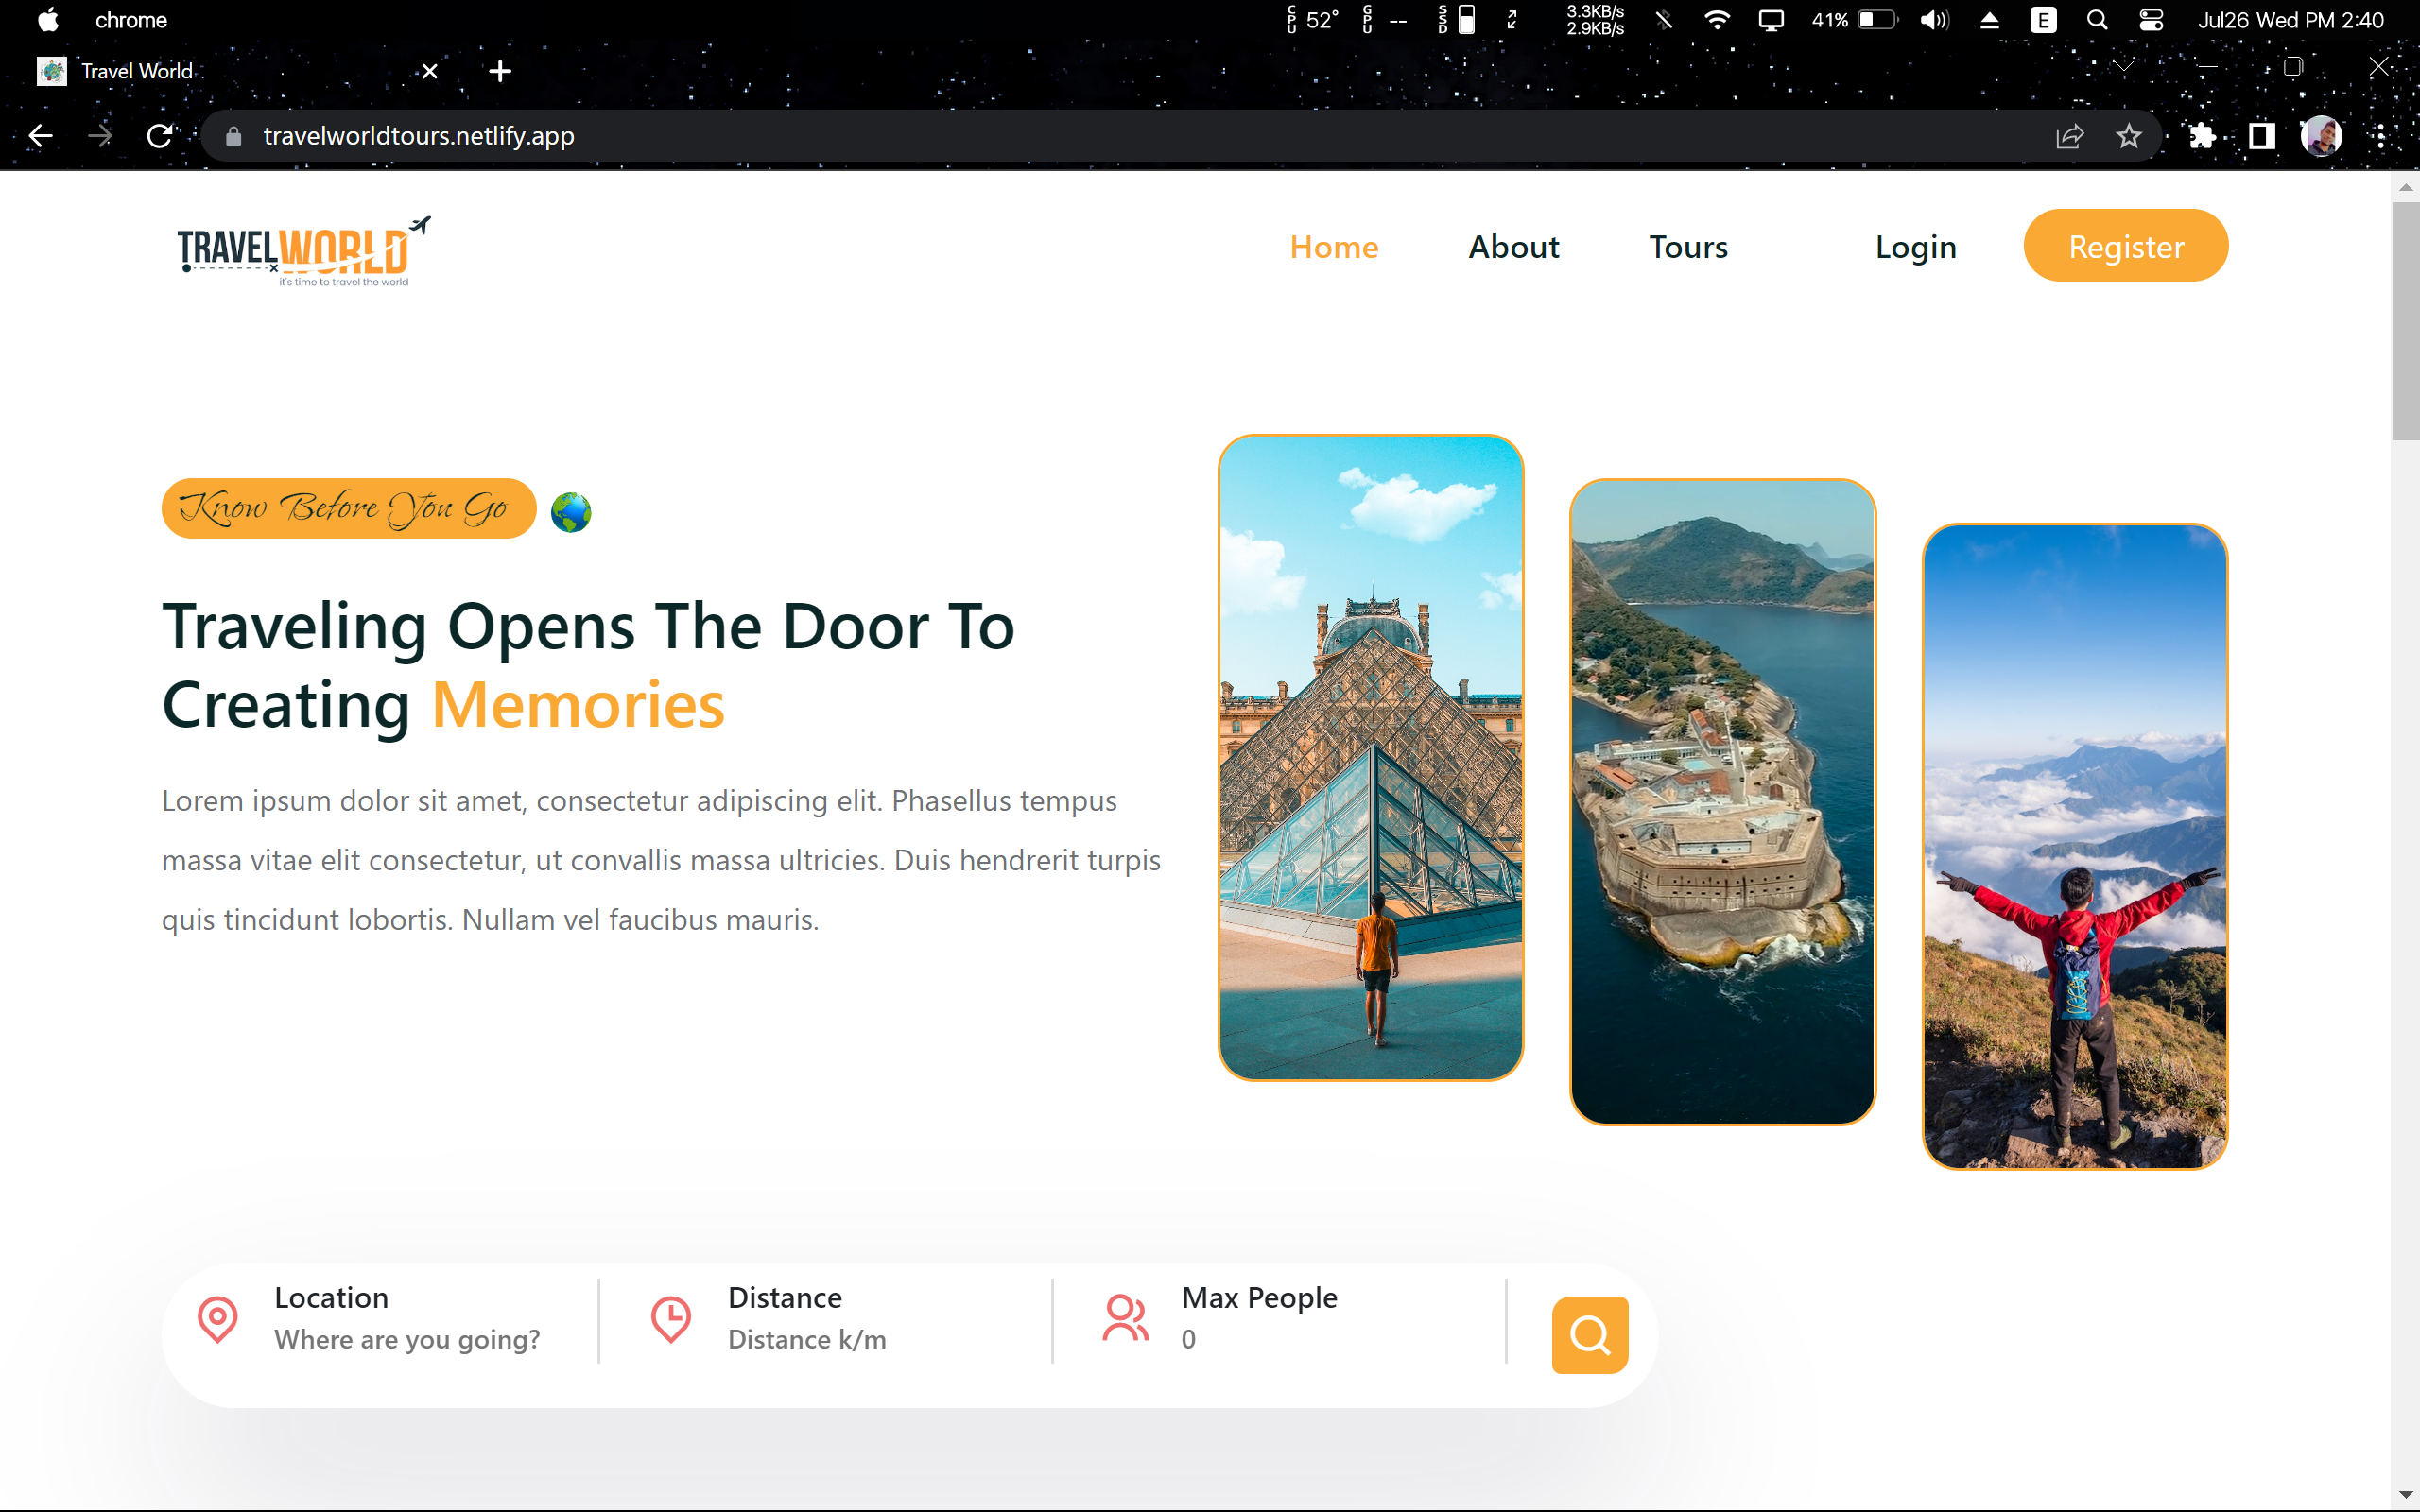 chrome
CPU 52° GPU -- SSD 3.3KB/s 2.9KB/s 41% E Jul26 Wed PM 2:40
Travel World
travelworldtours.netlify.app
TRAVELWORLD
it's time to travel the world
Home About Tours Login Register
Know Before You Go
Traveling Opens The Door To
Creating Memories
Lorem ipsum dolor sit amet, consectetur adipiscing elit. Phasellus tempus
massa vitae elit consectetur, ut convallis massa ultricies. Duis hendrerit turpis
quis tincidunt lobortis. Nullam vel faucibus mauris.
Location Distance Max People
Where are you going? Distance k/m 0